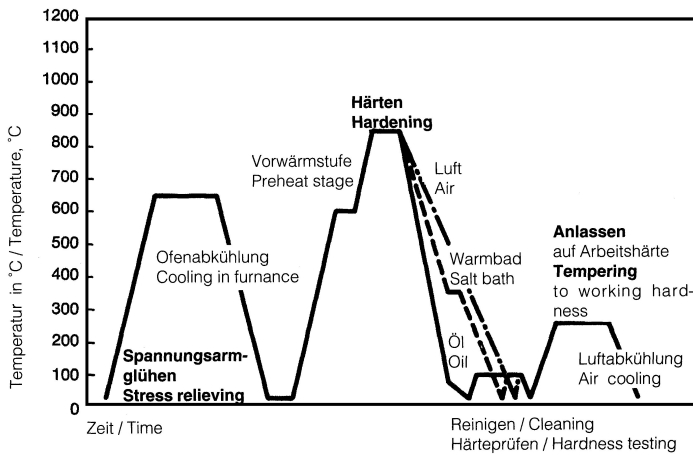 1200
1100
1000
900
800
700
600
500
400
300
200
100
0
Temperatur in °C / Temperature, °C
Härten
Hardening
Vorwärmstufe
Preheat stage
Luft
Air
Ofenabkühlung
Cooling in furnance
Warmbad
Salt bath
Anlassen
auf Arbeitshärte
Tempering
to working hard-
ness
Öl
Oil
Spannungsarm-
glühen
Stress relieving
Luftabkühlung
Air cooling
Zeit / Time
Reinigen / Cleaning
Härteprüfen / Hardness testing